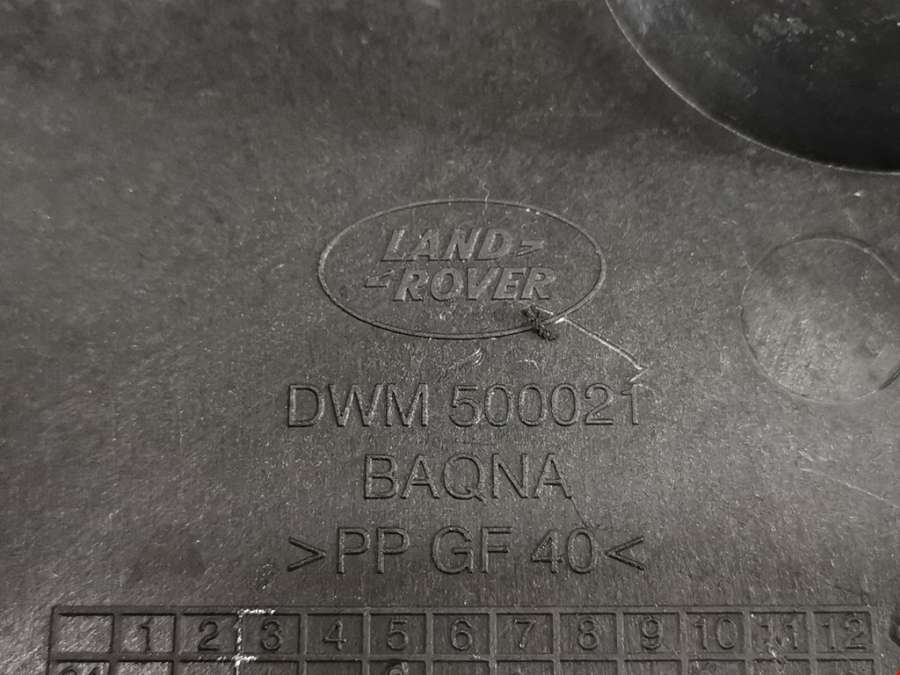 LAND
ROVER
DWM 500021
BAQNA
>PP GF 40<
1 2 3 4 5 6 7 8 9 10 11 12